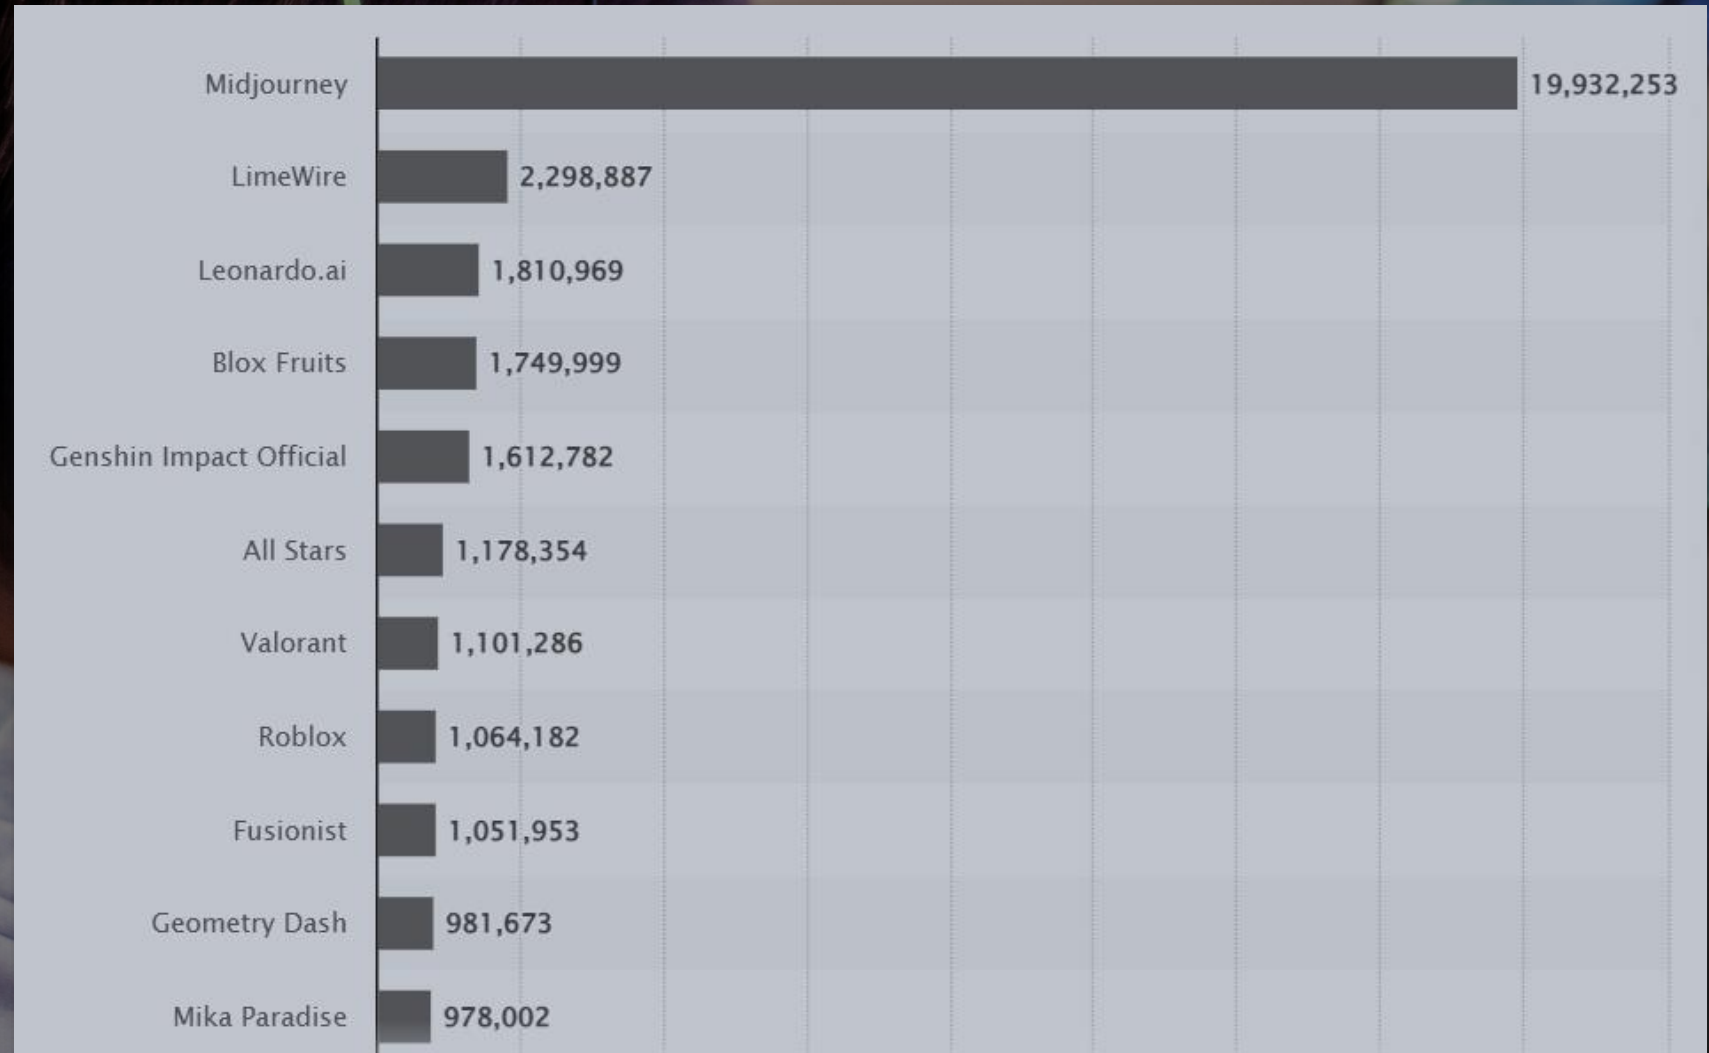 Midjourney 19,932,253
LimeWire 2,298,887
Leonardo.ai 1,810,969
Blox Fruits 1,749,999
Genshin Impact Official 1,612,782
All Stars 1,178,354
Valorant 1,101,286
Roblox 1,064,182
Fusionist 1,051,953
Geometry Dash 981,673
Mika Paradise 978,002